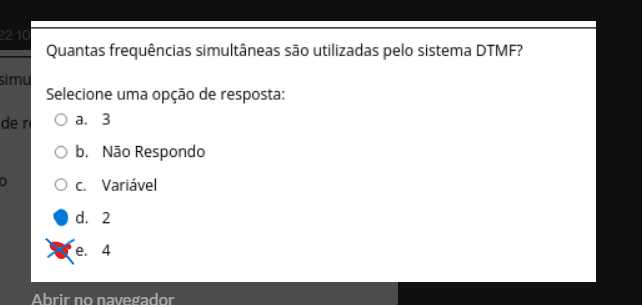 22 10
Quantas frequências simultâneas são utilizadas pelo sistema DTMF?
simu
Selecione uma opção de resposta:
a. 3
de r
b. Não Respondo
o
c. Variável
d. 2
e. 4
Abrir no navegador